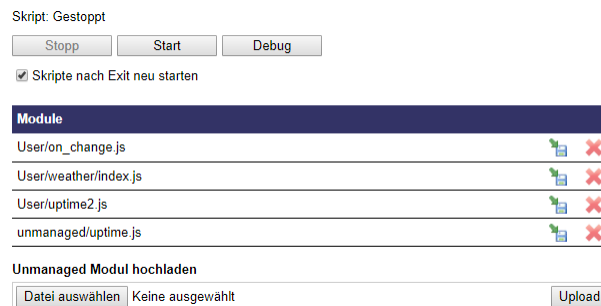 Skript: Gestoppt
Stopp Start Debug
Skripte nach Exit neu starten
Module
User/on_change.js
User/weather/index.js
User/uptime2.js
unmanaged/uptime.js
Unmanaged Modul hochladen
Datei auswählen Keine ausgewählt Upload